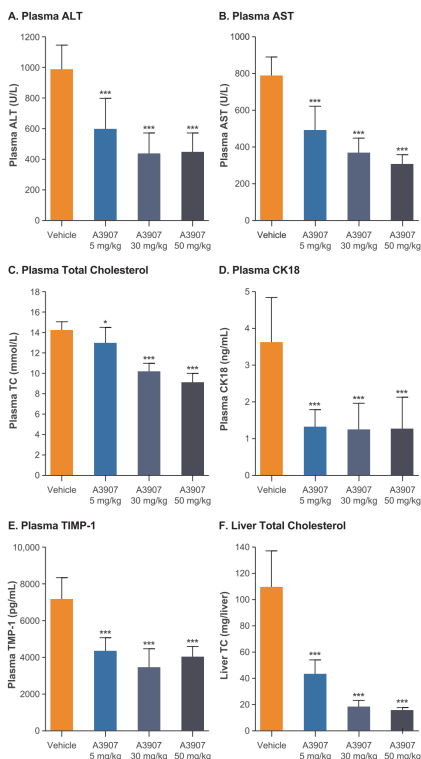 A. Plasma ALT
Plasma ALT (U/L)
1200
1000
800
600
400
200
0
***
***
***
Vehicle
A3907
5 mg/kg
A3907
30 mg/kg
A3907
50 mg/kg
B. Plasma AST
Plasma AST (U/L)
1000
800
600
400
200
0
***
***
***
Vehicle
A3907
5 mg/kg
A3907
30 mg/kg
A3907
50 mg/kg
C. Plasma Total Cholesterol
Plasma TC (mmol/L)
18
16
14
12
10
8
6
4
2
0
*
***
***
Vehicle
A3907
5 mg/kg
A3907
30 mg/kg
A3907
50 mg/kg
D. Plasma CK18
Plasma CK18 (ng/mL)
5
4
3
2
1
0
***
***
***
Vehicle
A3907
5 mg/kg
A3907
30 mg/kg
A3907
50 mg/kg
E. Plasma TIMP-1
Plasma TMP-1 (pg/mL)
10,000
8000
6000
4000
2000
0
***
***
***
Vehicle
A3907
5 mg/kg
A3907
30 mg/kg
A3907
50 mg/kg
F. Liver Total Cholesterol
Liver TC (mg/liver)
140
120
100
80
60
40
20
0
***
***
***
Vehicle
A3907
5 mg/kg
A3907
30 mg/kg
A3907
50 mg/kg